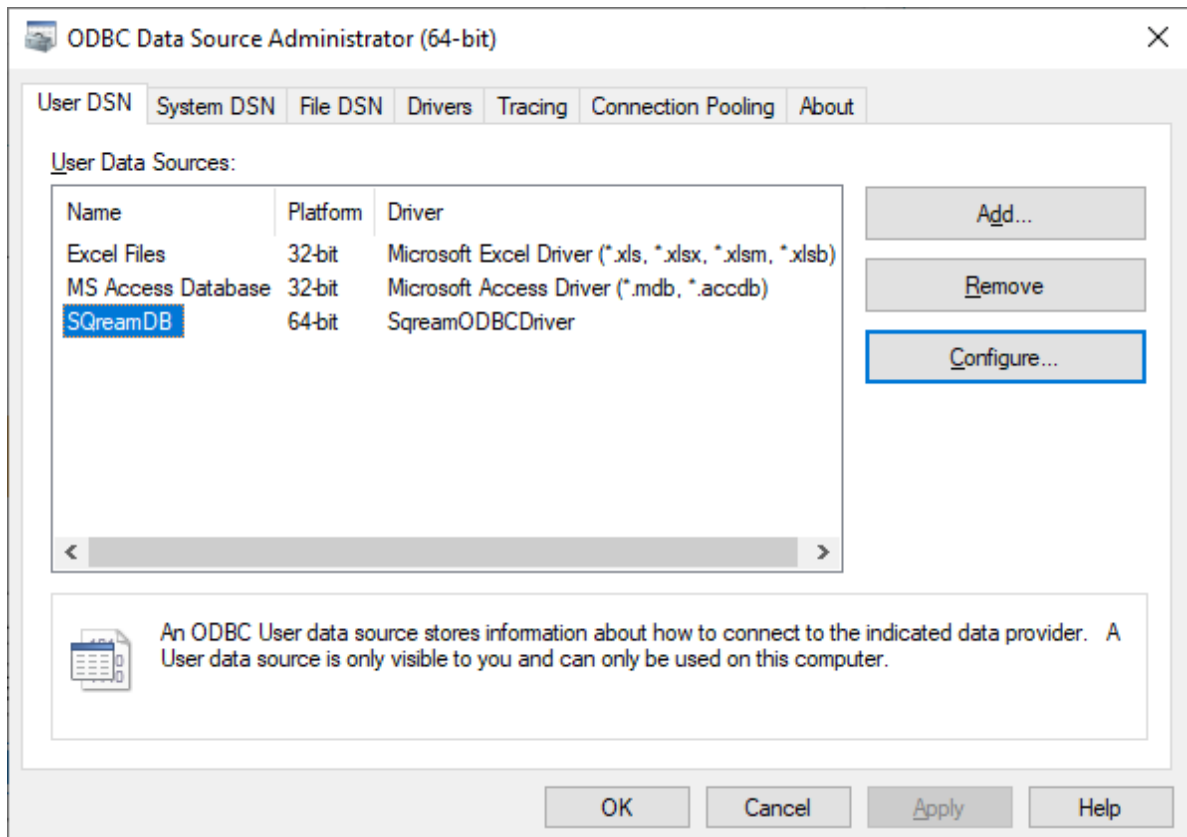 ODBC Data Source Administrator (64-bit)
User DSN System DSN File DSN Drivers Tracing Connection Pooling About
User Data Sources:
Name Platform Driver
Excel Files 32-bit Microsoft Excel Driver (*.xls, *.xlsx, *.xlsm, *.xlsb)
MS Access Database 32-bit Microsoft Access Driver (*.mdb, *.accdb)
SQreamDB 64-bit SqreamODBCDriver
Add...
Remove
Configure...
An ODBC User data source stores information about how to connect to the indicated data provider. A
User data source is only visible to you and can only be used on this computer.
OK Cancel Apply Help